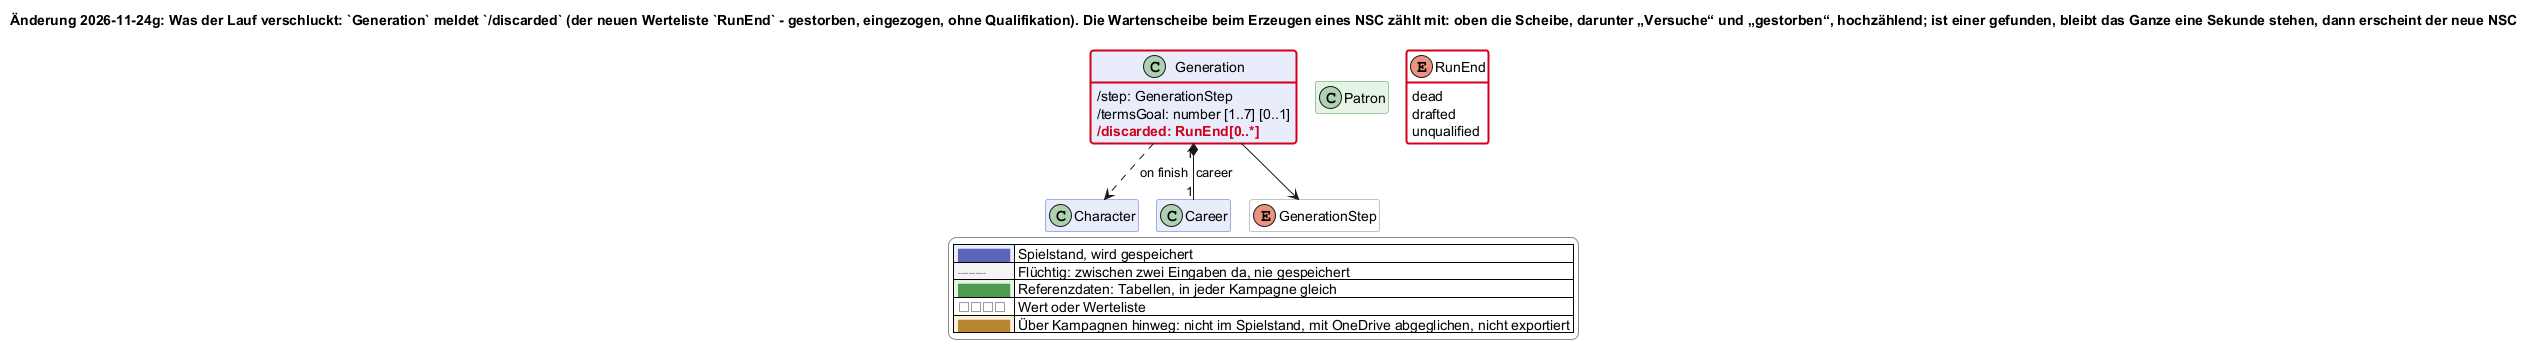 Änderung 2026-11-24g: Was der Lauf verschluckt: `Generation` meldet `/discarded` (der neuen Werteliste `RunEnd` - gestorben, eingezogen, ohne Qualifikation). Die Wartenscheibe beim Erzeugen eines NSC zählt mit: oben die Scheibe, darunter „Versuche“ und „gestorben“, hochzählend; ist einer gefunden, bleibt das Ganze eine Sekunde stehen, dann erscheint der neue NSC
C Generation
/step: GenerationStep
/termsGoal: number [1..7] [0..1]
/discarded: RunEnd[0..*]
C Patron
E RunEnd
dead
drafted
unqualified
1
on finish
career
1
C Character
C Career
E GenerationStep
Spielstand, wird gespeichert
Flüchtig: zwischen zwei Eingaben da, nie gespeichert
Referenzdaten: Tabellen, in jeder Kampagne gleich
Wert oder Werteliste
Über Kampagnen hinweg: nicht im Spielstand, mit OneDrive abgeglichen, nicht exportiert